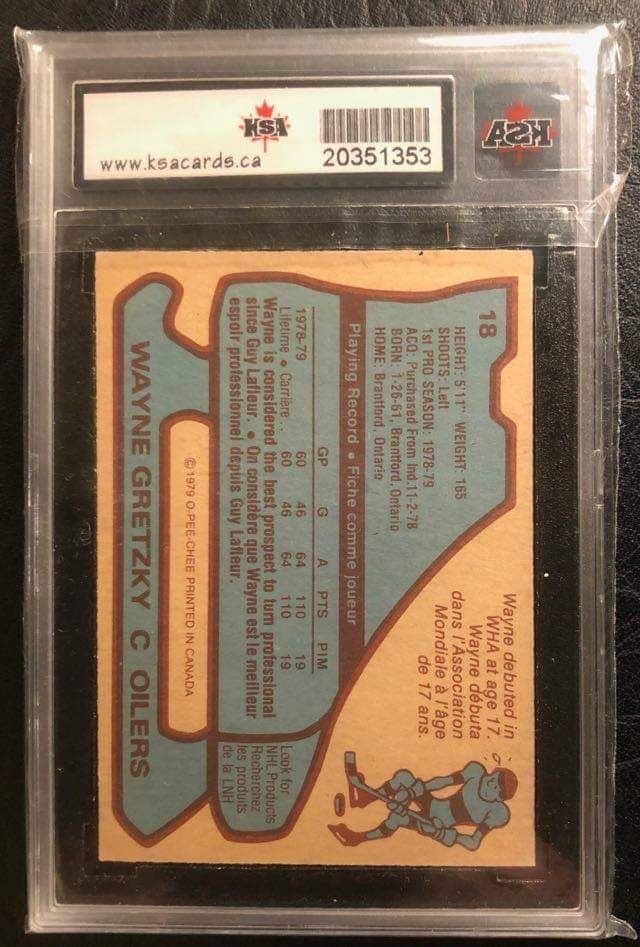 KSA
www.ksacards.ca
20351353
KSA
18
HEIGHT: 5'11" WEIGHT: 165
SHOOTS: Left
1st PRO SEASON: 1978-79
ACQ: Purchased From Ind. 11-2-78
BORN: 1-26-61, Brantford, Ontario
HOME: Brantford, Ontario
Wayne debuted in
WHA at age 17.
Wayne débuta
dans l'Association
Mondiale à l'âge
de 17 ans.
Playing Record • Fiche comme joueur
GP G A PTS PIM
1978-79 60 46 64 110 19
Lifetime • Carrière .. 60 46 64 110 19
Wayne is considered the best prospect to turn professional
since Guy Lafleur. • On considère que Wayne est le meilleur
espoir professionnel depuis Guy Lafleur.
Look for
NHL Products
Recherchez
les produits
de la LNH
© 1979 O-PEE-CHEE PRINTED IN CANADA
WAYNE GRETZKY C OILERS